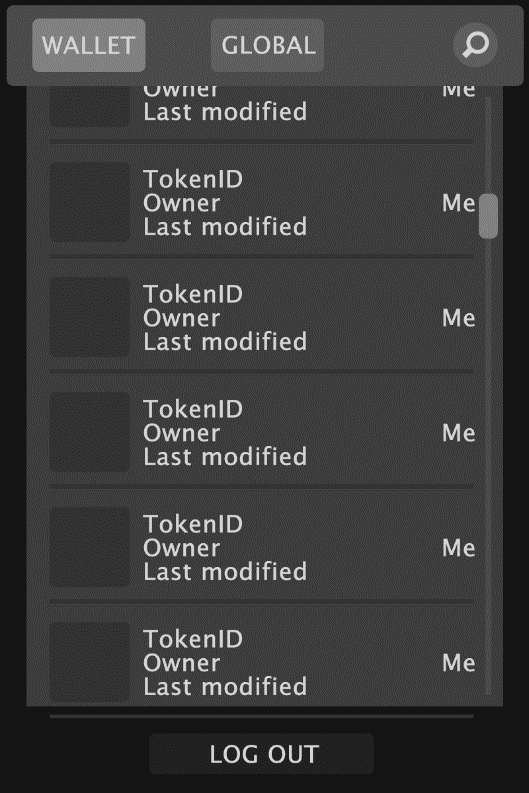 WALLET GLOBAL
Owner Me
Last modified
TokenID
Owner Me
Last modified
TokenID
Owner Me
Last modified
TokenID
Owner Me
Last modified
TokenID
Owner Me
Last modified
TokenID
Owner Me
Last modified
LOG OUT